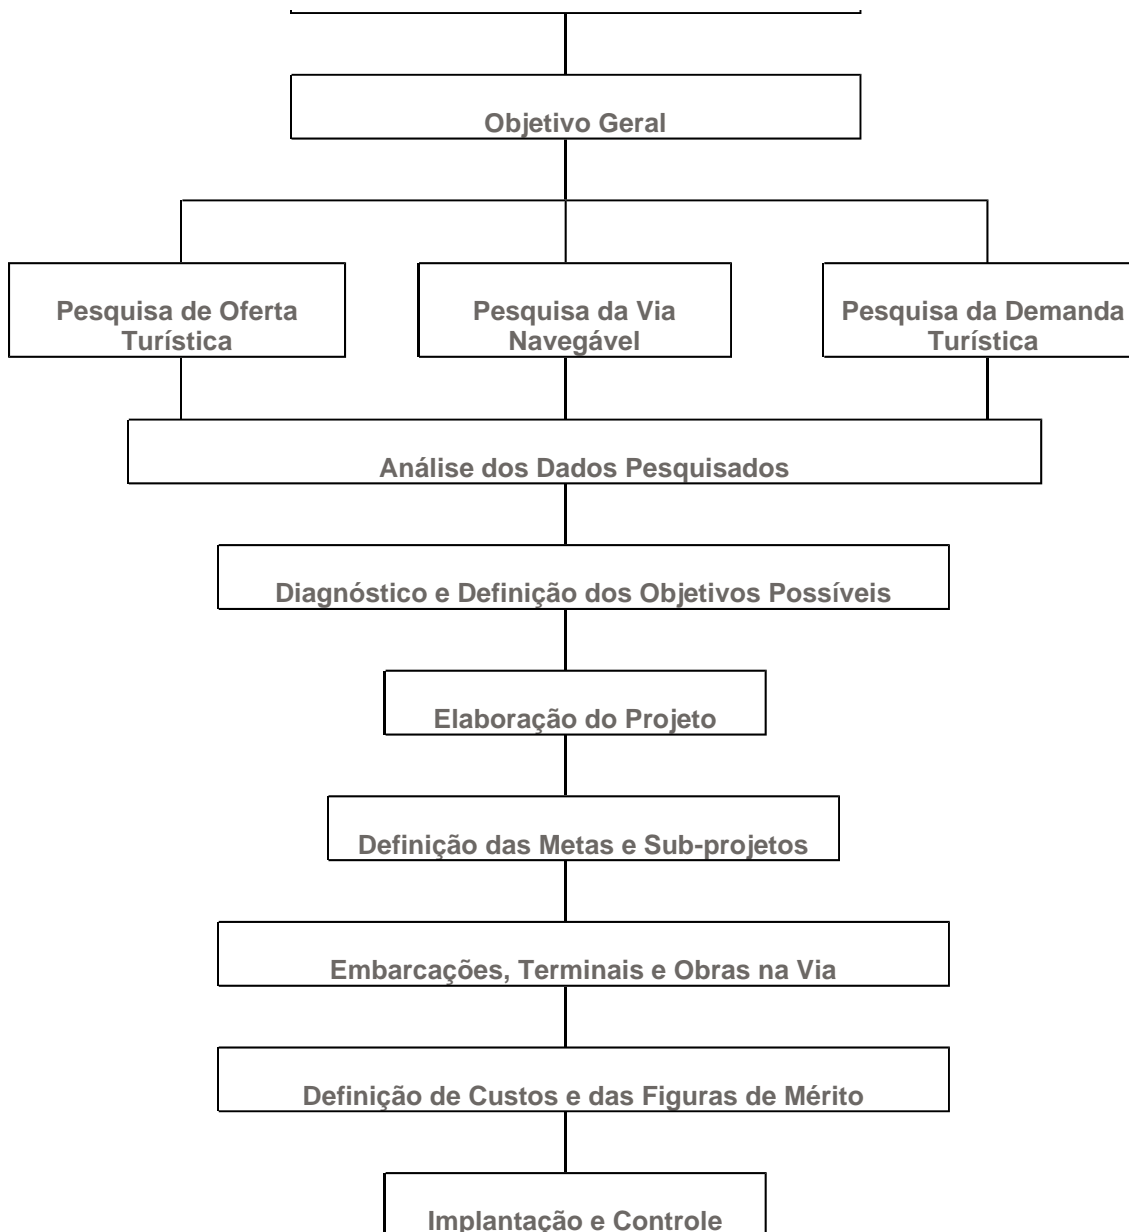 Objetivo Geral
Pesquisa de Oferta
Turística
Pesquisa da Via
Navegável
Pesquisa da Demanda
Turística
Análise dos Dados Pesquisados
Diagnóstico e Definição dos Objetivos Possíveis
Elaboração do Projeto
Definição das Metas e Sub-projetos
Embarcações, Terminais e Obras na Via
Definição de Custos e das Figuras de Mérito
Implantação e Controle